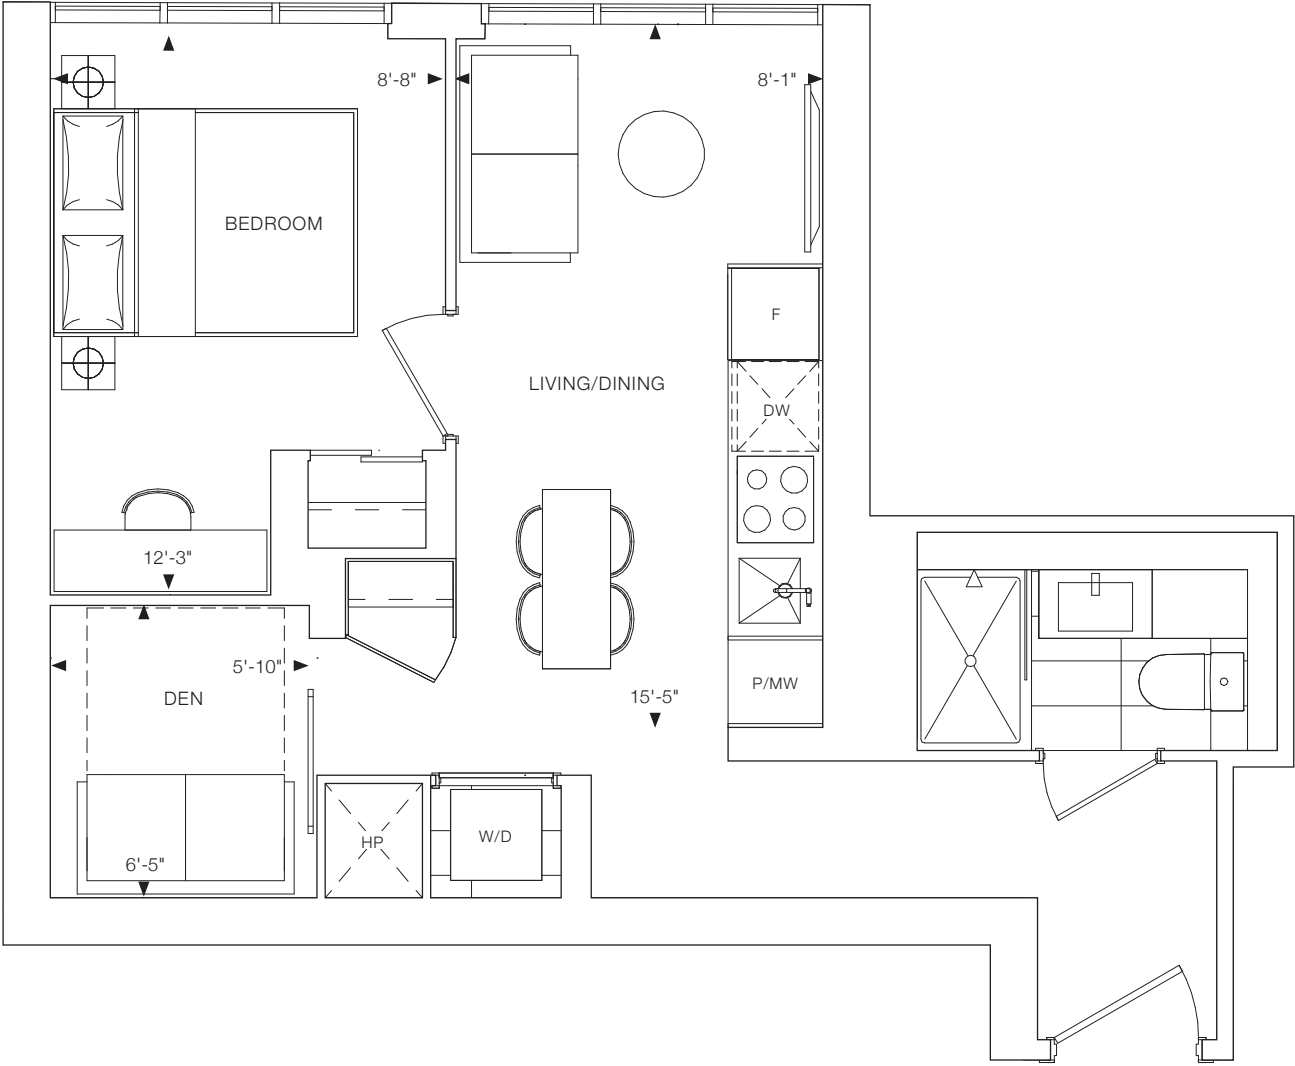 8'-8"
8'-1"
BEDROOM
F
LIVING/DINING
DW
12'-3"
5'-10"
DEN
15'-5"
P/MW
6'-5"
HP
W/D